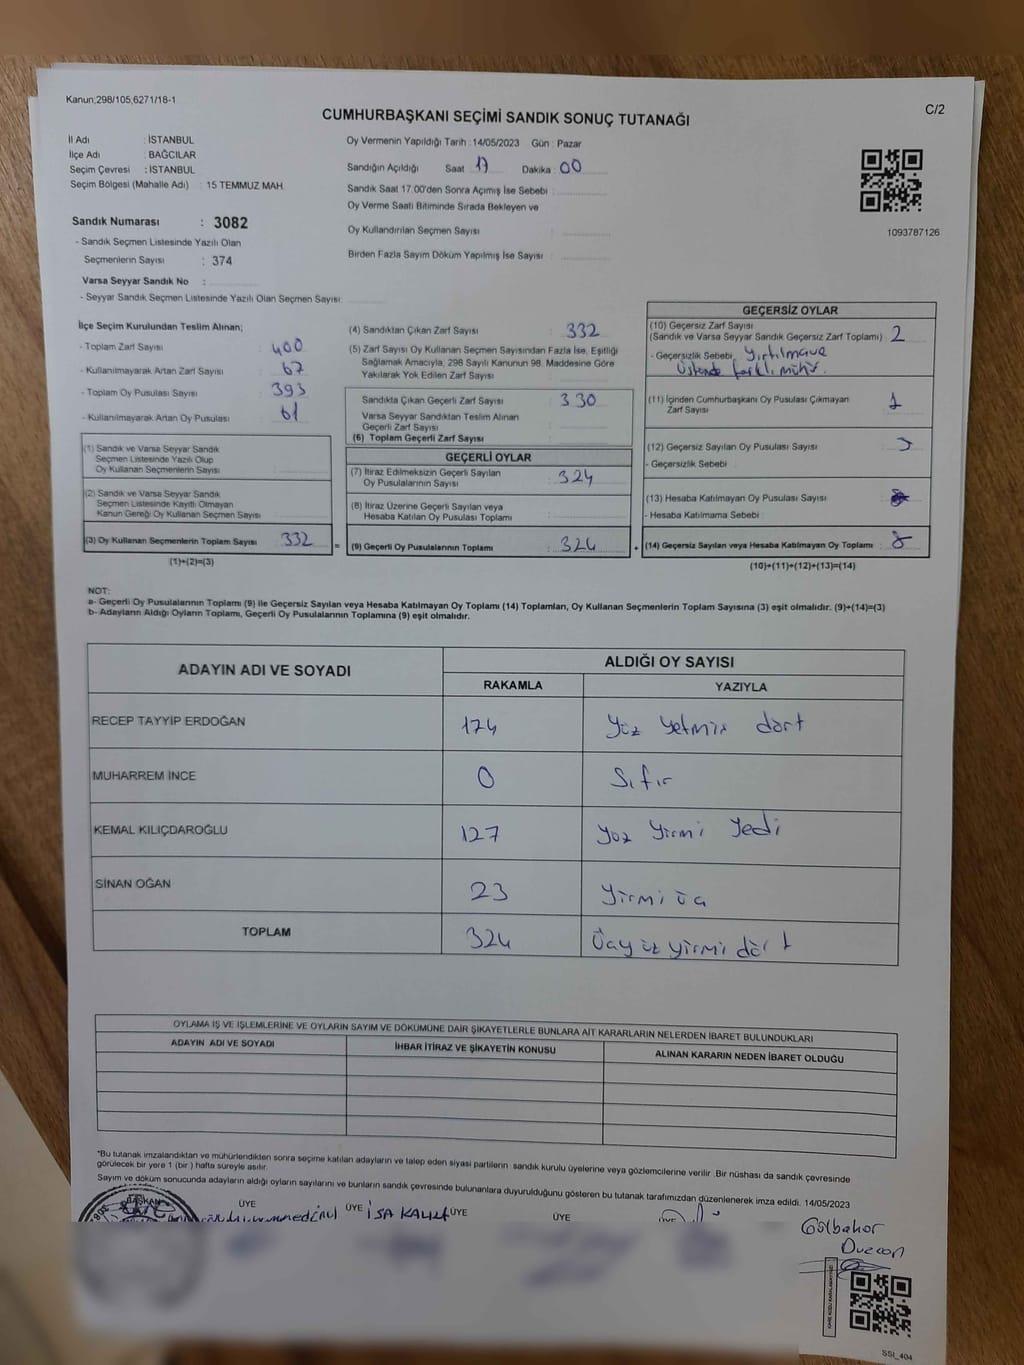 Kanun;298/105,6271/18-1
C/2
CUMHURBAŞKANI SEÇİMİ SANDIK SONUÇ TUTANAĞI
İl Adı : İSTANBUL
İlçe Adı : BAĞCILAR
Seçim Çevresi : İSTANBUL
Seçim Bölgesi (Mahalle Adı) : 15 TEMMUZ MAH.
Oy Vermenin Yapıldığı Tarih : 14/05/2023 Gün : Pazar
Sandığın Açıldığı Saat : 17 Dakika : 00
Sandık Saat 17.00'den Sonra Açımış İse Sebebi :
Oy Verme Saati Bitiminde Sırada Bekleyen ve
Oy Kullandırılan Seçmen Sayısı :
Birden Fazla Sayım Döküm Yapılmış İse Sayısı :
1093787126
Sandık Numarası : 3082
- Sandık Seçmen Listesinde Yazılı Olan
Seçmenlerin Sayısı : 374
Varsa Seyyar Sandık No :
- Seyyar Sandık Seçmen Listesinde Yazılı Olan Seçmen Sayısı:
İlçe Seçim Kurulundan Teslim Alınan;
- Toplam Zarf Sayısı : 400
- Kullanılmayarak Artan Zarf Sayısı : 67
- Toplam Oy Pusulası Sayısı : 393
- Kullanılmayarak Artan Oy Pusulası : 61
(1) Sandık ve Varsa Seyyar Sandık
Seçmen Listesinde Yazılı Olup
Oy Kullanan Seçmenlerin Sayısı :
(2) Sandık ve Varsa Seyyar Sandık
Seçmen Listesinde Kayıtlı Olmayan
Kanun Gereği Oy Kullanan Seçmen Sayısı :
(3) Oy Kullanan Seçmenlerin Toplam Sayısı : 332
(1)+(2)=(3)
(4) Sandıktan Çıkan Zarf Sayısı : 332
(5) Zarf Sayısı Oy Kullanan Seçmen Sayısından Fazla İse, Eşitliği
Sağlamak Amacıyla; 298 Sayılı Kanunun 98. Maddesine Göre
Yakılarak Yok Edilen Zarf Sayısı :
Sandıkta Çıkan Geçerli Zarf Sayısı : 330
Varsa Seyyar Sandıktan Teslim Alınan
Geçerli Zarf Sayısı :
(6) Toplam Geçerli Zarf Sayısı :
GEÇERLİ OYLAR
(7) İtiraz Edilmeksizin Geçerli Sayılan
Oy Pusulalarının Sayısı : 324
(8) İtiraz Üzerine Geçerli Sayılan veya
Hesaba Katılan Oy Pusulası Toplamı :
(9) Geçerli Oy Pusulalarının Toplamı : 324
GEÇERSİZ OYLAR
(10) Geçersiz Zarf Sayısı
(Sandık ve Varsa Seyyar Sandık Geçersiz Zarf Toplamı) : 2
- Geçersizlik Sebebi : Yırtılmave
Üstende farklı mühür.
(11) İçinden Cumhurbaşkanı Oy Pusulası Çıkmayan : 1
Zarf Sayısı
(12) Geçersiz Sayılan Oy Pusulası Sayısı :
- Geçersizlik Sebebi :
(13) Hesaba Katılmayan Oy Pusulası Sayısı :
- Hesaba Katılmama Sebebi :
(14) Geçersiz Sayılan veya Hesaba Katılmayan Oy Toplamı : 8
(10)+(11)+(12)+(13)=(14)
NOT:
a- Geçerli Oy Pusulalarının Toplamı (9) ile Geçersiz Sayılan veya Hesaba Katılmayan Oy Toplamı (14) Toplamları, Oy Kullanan Seçmenlerin Toplam Sayısına (3) eşit olmalıdır. (9)+(14)=(3)
b- Adayların Aldığı Oyların Toplamı, Geçerli Oy Pusulalarının Toplamına (9) eşit olmalıdır.
ADAYIN ADI VE SOYADI ALDIĞI OY SAYISI
RAKAMLA YAZIYLA
RECEP TAYYİP ERDOĞAN 174 Yüz yetmiş dört
MUHARREM İNCE 0 Sıfır
KEMAL KILIÇDAROĞLU 127 Yüz Yirmi Yedi
SİNAN OĞAN 23 Yirmi üç
TOPLAM 324 Üçyüz yirmi dört
OYLAMA İŞ VE İŞLEMLERİNE VE OYLARIN SAYIM VE DÖKÜMÜNE DAİR ŞİKAYETLERLE BUNLARA AİT KARARLARIN NELERDEN İBARET BULUNDUKLARI
ADAYIN ADI VE SOYADI İHBAR İTİRAZ VE ŞİKAYETİN KONUSU ALINAN KARARIN NEDEN İBARET OLDUĞU
*Bu tutanak imzalandıktan ve mühürlendikten sonra seçime katılan adayların ve talep eden siyasi partilerin sandık kurulu üyelerine veya gözlemcilerine verilir .Bir nüshası da sandık çevresinde
görülecek bir yere 1 (bir ) hafta süreyle asılır.
Sayım ve döküm sonucunda adayların aldığı oyların sayılarını ve bunların sandık çevresinde bulunanlara duyurulduğunu gösteren bu tutanak tarafımızdan düzenlenerek imza edildi. 14/05/2023
BAŞKAN ÜYE ÜYE ÜYE ÜYE ÜYE
İSA KALI
Gülbahar
Duzcan
SSI_404